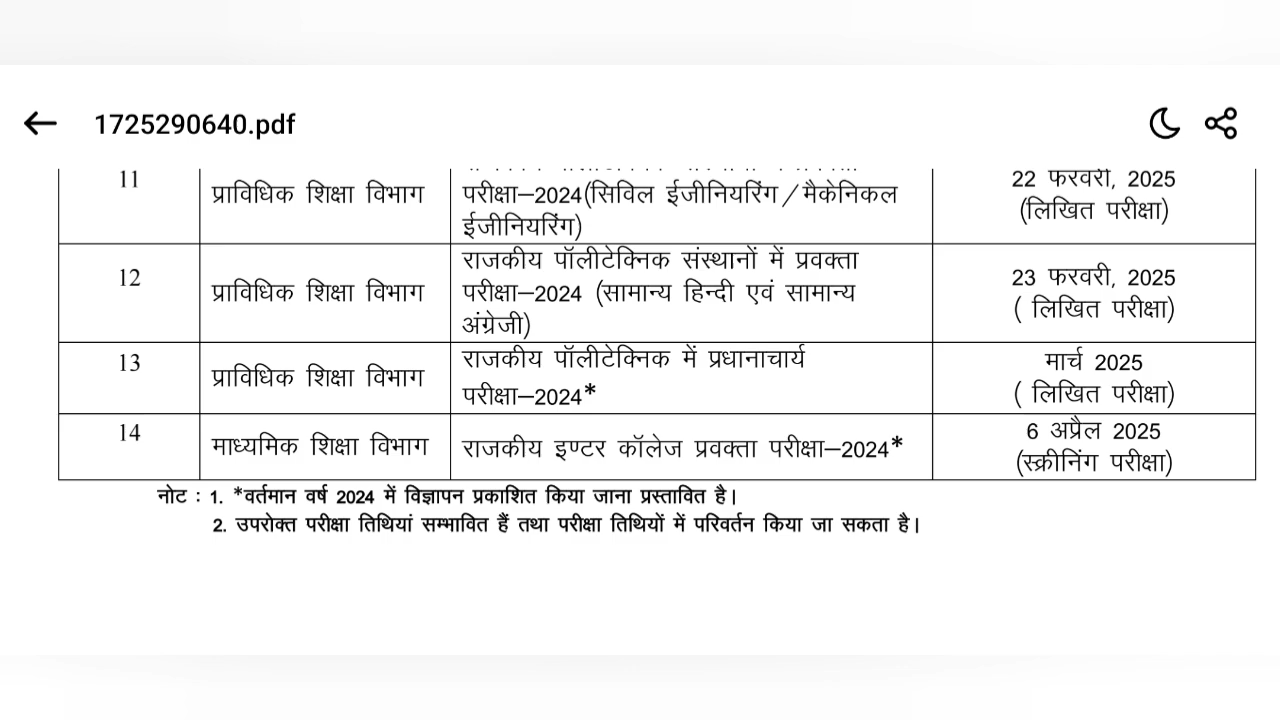 1725290640.pdf
11
प्राविधिक शिक्षा विभाग
परीक्षा–2024(सिविल ईजीनियरिंग/मैकेनिकल
ईजीनियरिंग)
22 फरवरी, 2025
(लिखित परीक्षा)
12
प्राविधिक शिक्षा विभाग
राजकीय पॉलीटेक्निक संस्थानों में प्रवक्ता
परीक्षा–2024 (सामान्य हिन्दी एवं सामान्य
अंग्रेजी)
23 फरवरी, 2025
( लिखित परीक्षा)
13
प्राविधिक शिक्षा विभाग
राजकीय पॉलीटेक्निक में प्रधानाचार्य
परीक्षा–2024*
मार्च 2025
( लिखित परीक्षा)
14
माध्यमिक शिक्षा विभाग
राजकीय इण्टर कॉलेज प्रवक्ता परीक्षा–2024*
6 अप्रैल 2025
(स्क्रीनिंग परीक्षा)
नोट : 1. *वर्तमान वर्ष 2024 में विज्ञापन प्रकाशित किया जाना प्रस्तावित है।
2. उपरोक्त परीक्षा तिथियां सम्भावित हैं तथा परीक्षा तिथियों में परिवर्तन किया जा सकता है।